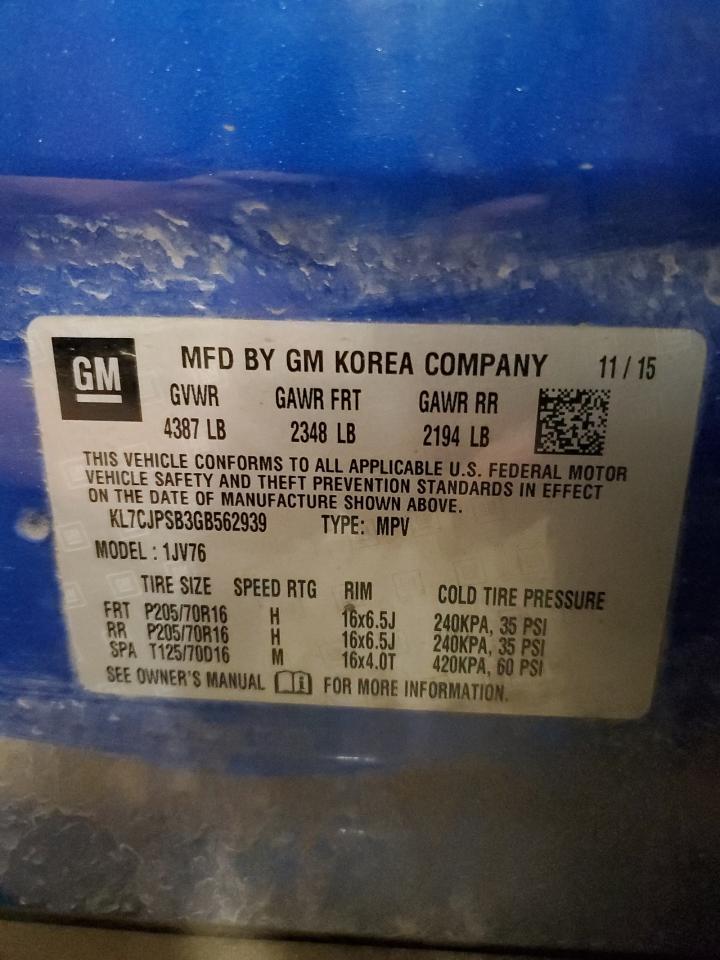 GM MFD BY GM KOREA COMPANY 11 / 15
GVWR GAWR FRT GAWR RR
4387 LB 2348 LB 2194 LB
THIS VEHICLE CONFORMS TO ALL APPLICABLE U.S. FEDERAL MOTOR
VEHICLE SAFETY AND THEFT PREVENTION STANDARDS IN EFFECT
ON THE DATE OF MANUFACTURE SHOWN ABOVE.
KL7CJPSB3GB562939 TYPE: MPV
MODEL : 1JV76
TIRE SIZE SPEED RTG RIM COLD TIRE PRESSURE
FRT P205/70R16 H 16x6.5J 240KPA, 35 PSI
RR P205/70R16 H 16x6.5J 240KPA, 35 PSI
SPA T125/70D16 M 16x4.0T 420KPA, 60 PSI
SEE OWNER'S MANUAL FOR MORE INFORMATION.